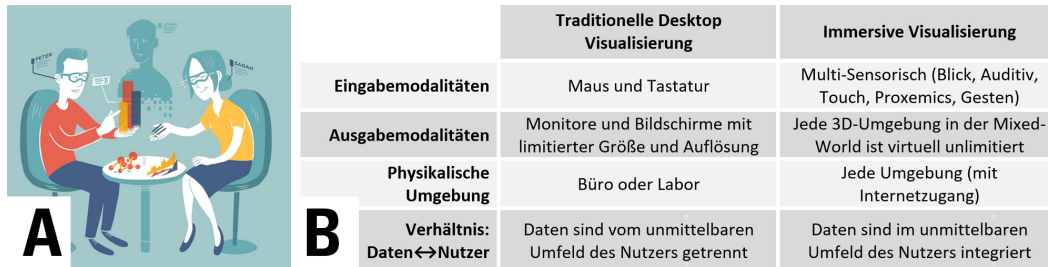 PETER
JOHN
SARAH
A
B
Traditionelle Desktop
Visualisierung
Immersive Visualisierung
Eingabemodalitäten
Maus und Tastatur
Multi-Sensorisch (Blick, Auditiv,
Touch, Proxemics, Gesten)
Ausgabemodalitäten
Monitore und Bildschirme mit
limitierter Größe und Auflösung
Jede 3D-Umgebung in der Mixed-
World ist virtuell unlimitiert
Physikalische
Umgebung
Büro oder Labor
Jede Umgebung (mit
Internetzugang)
Verhältnis:
Daten↔Nutzer
Daten sind vom unmittelbaren
Umfeld des Nutzers getrennt
Daten sind im unmittelbaren
Umfeld des Nutzers integriert